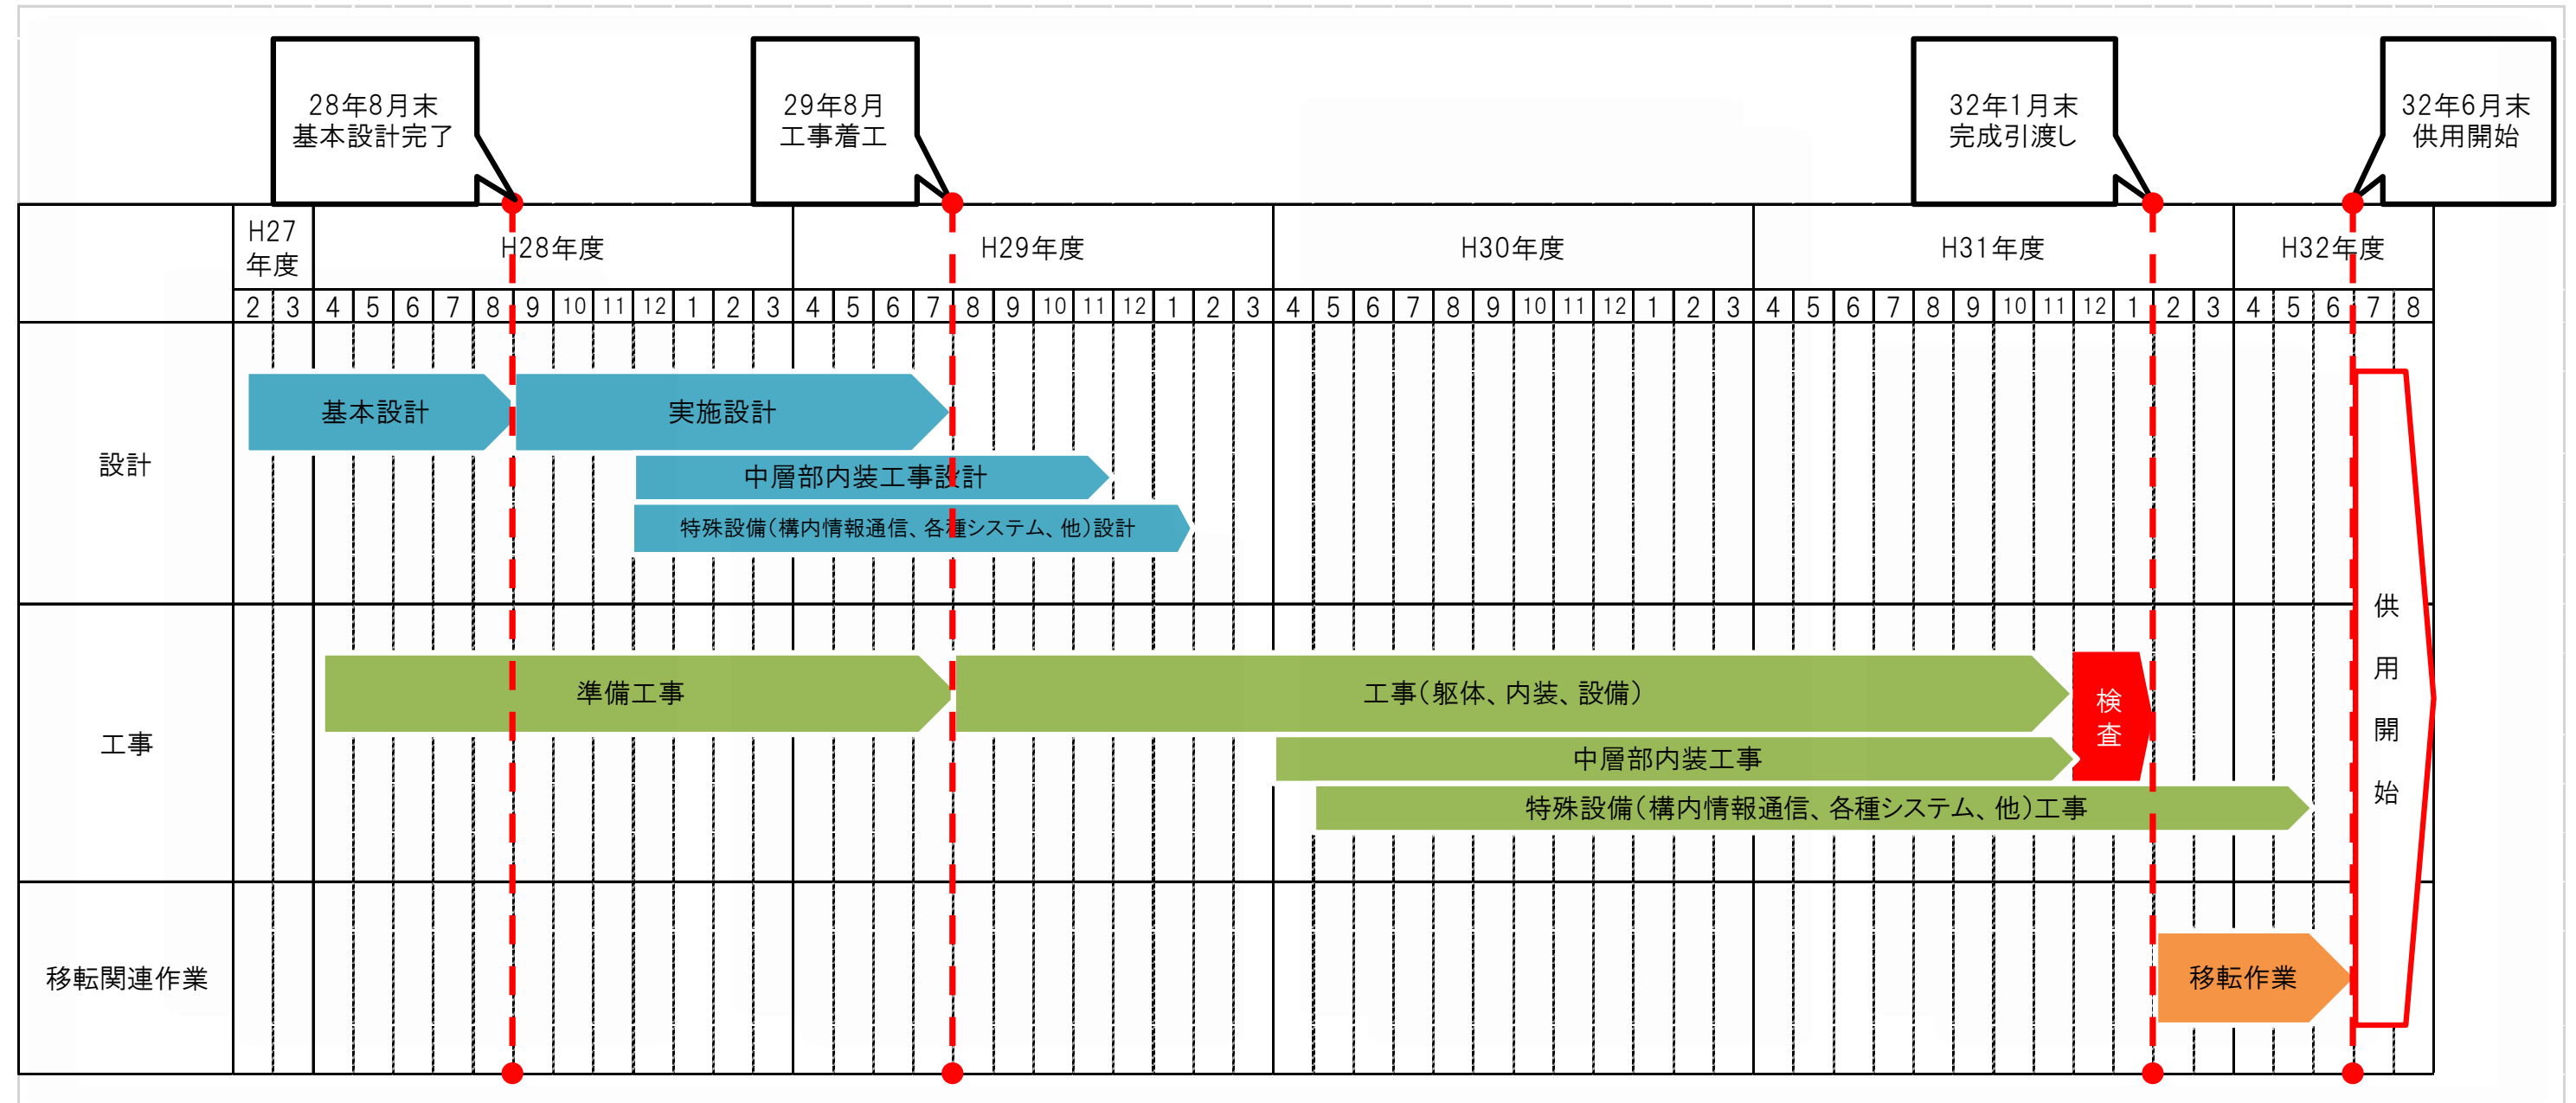 28年8月末
基本設計完了
29年8月
工事着工
32年1月末
完成引渡し
32年6月末
供用開始
H27
年度
H28年度
H29年度
H30年度
H31年度
H32年度
2 3 4 5 6 7 8 9 10 11 12 1 2 3 4 5 6 7 8 9 10 11 12 1 2 3 4 5 6 7 8 9 10 11 12 1 2 3 4 5 6 7 8 9 10 11 12 1 2 3 4 5 6 7 8
設計
基本設計
実施設計
中層部内装工事設計
特殊設備（構内情報通信、各種システム、他）設計
工事
準備工事
工事（躯体、内装、設備）
検
査
中層部内装工事
特殊設備（構内情報通信、各種システム、他）工事
供
用
開
始
移転関連作業
移転作業